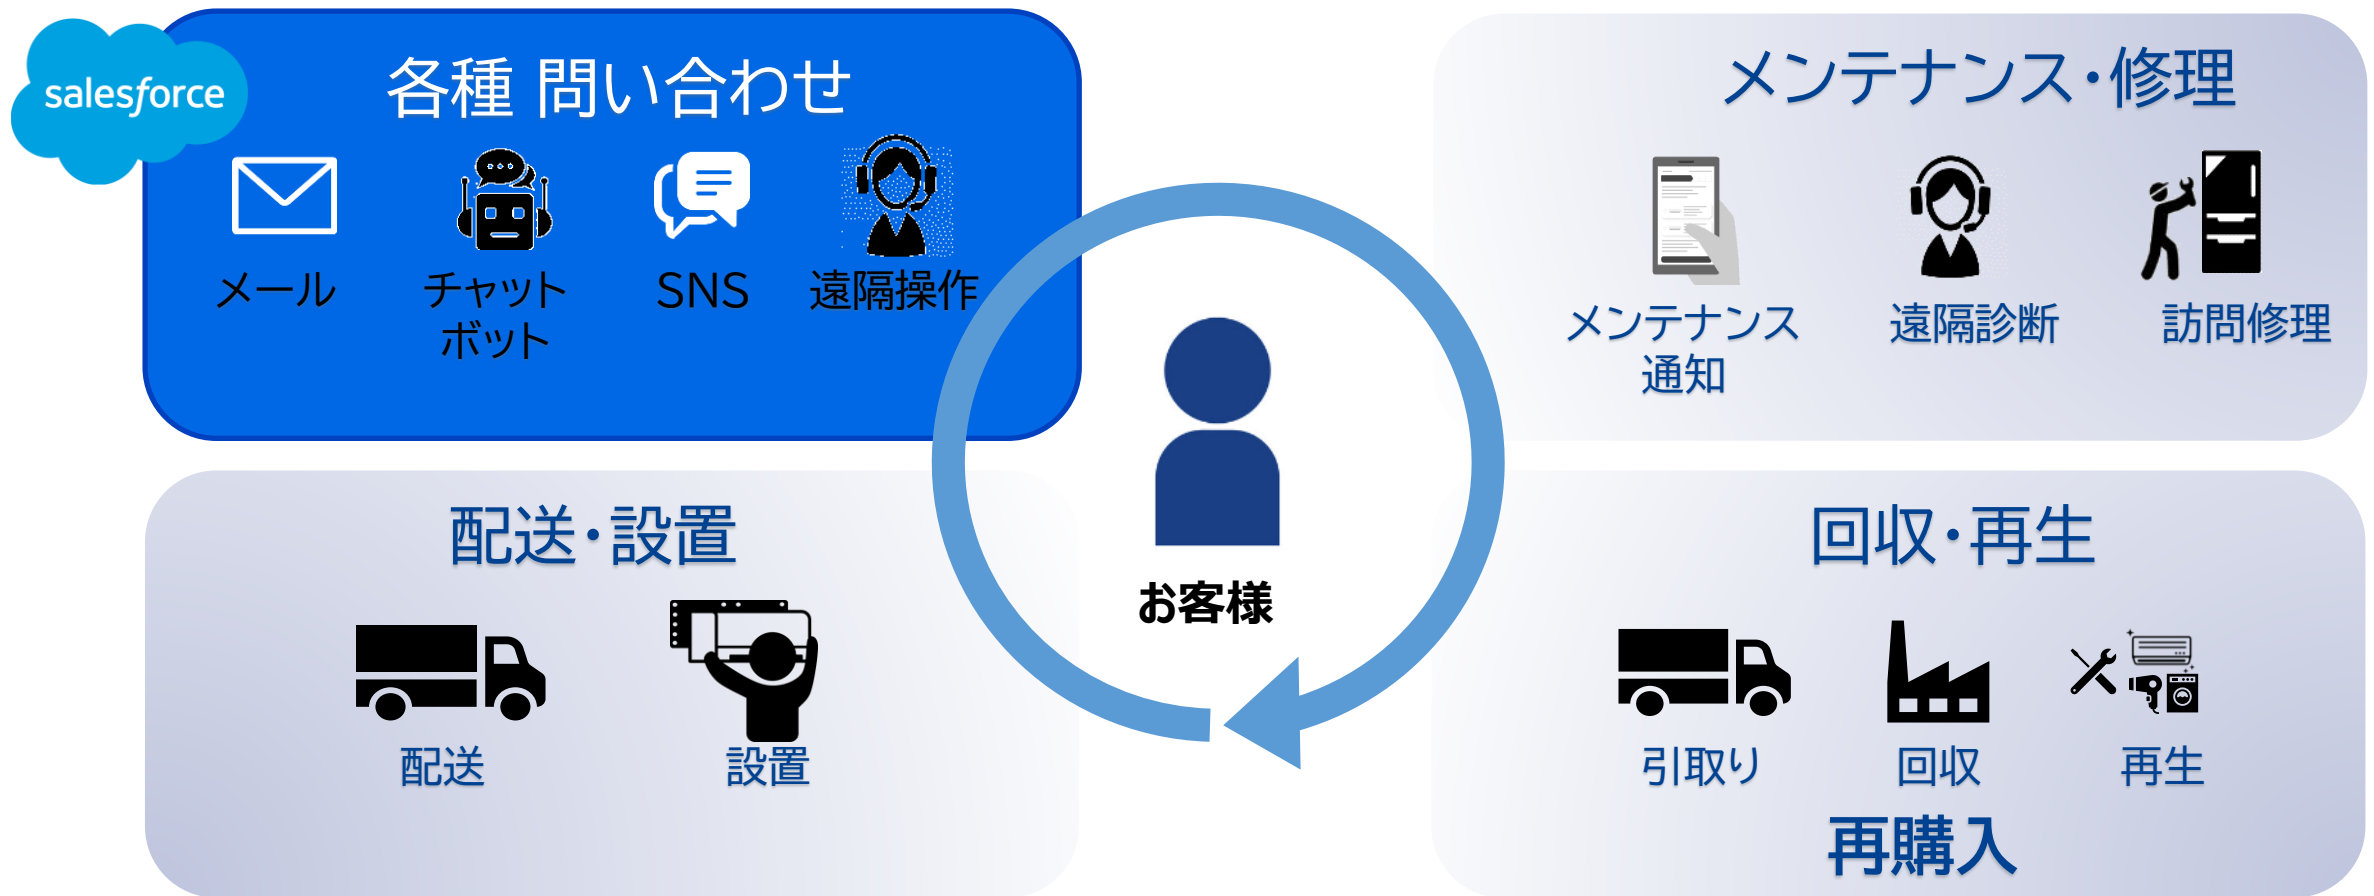 salesforce
各種 問い合わせ
メール
チャット
ボット
SNS
遠隔操作
メンテナンス・修理
メンテナンス
通知
遠隔診断
訪問修理
お客様
配送・設置
配送
設置
回収・再生
引取り
回収
再生
再購入